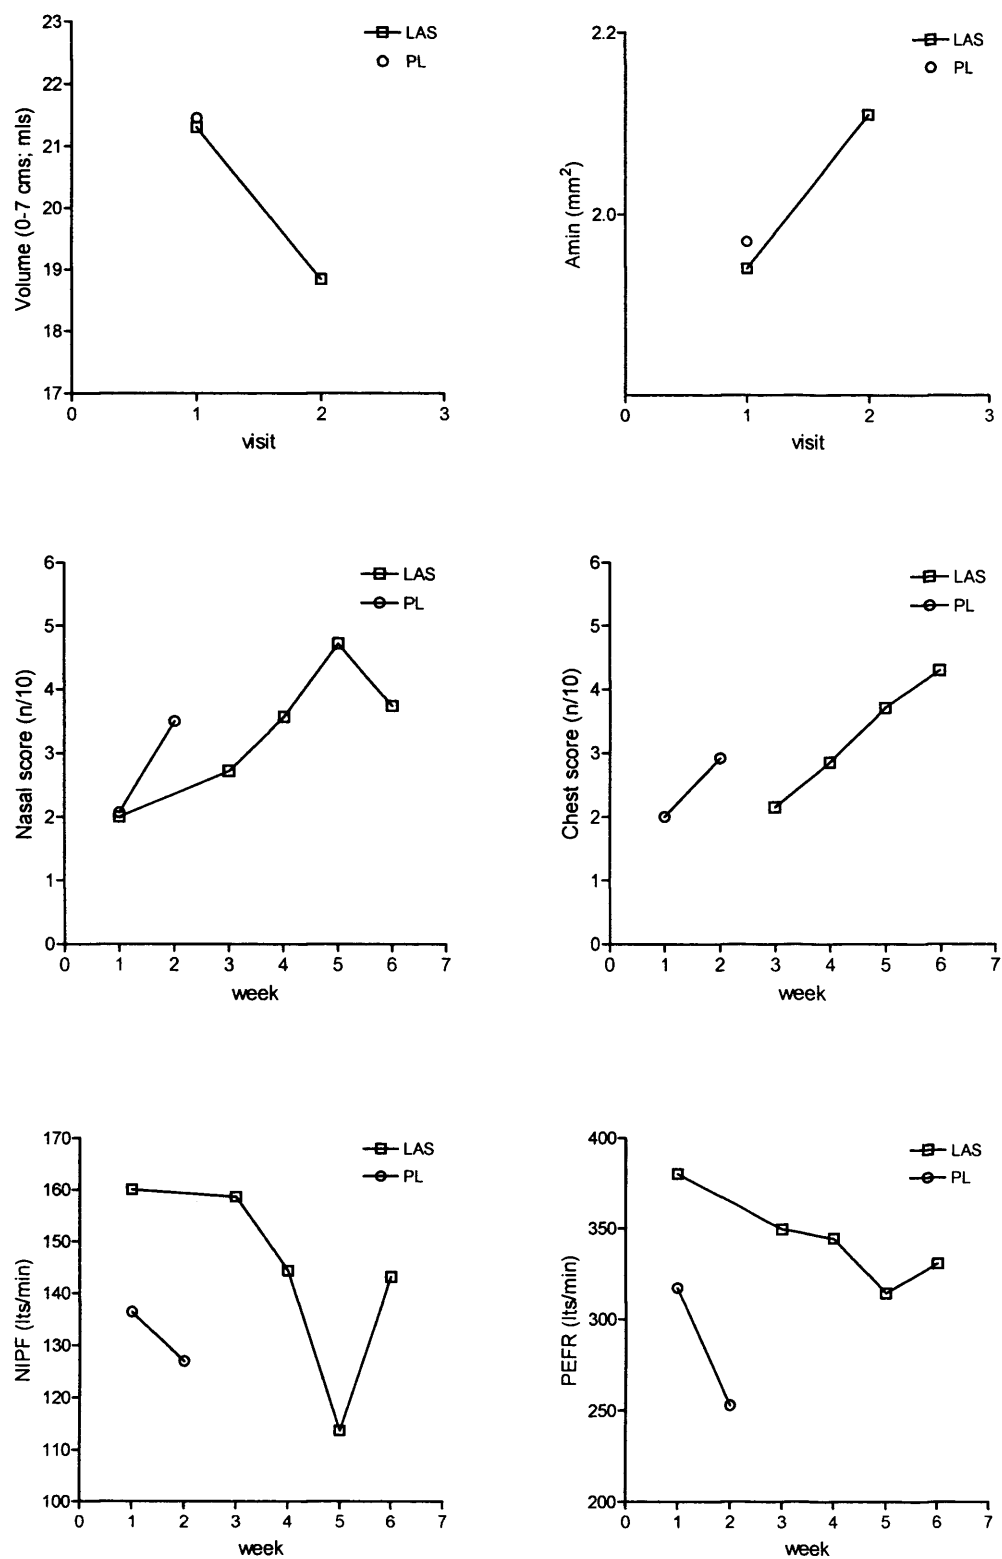 23
22
21
20
19
18
17
Volume (0-7 cms; mls)
LAS
PL
0 1 2 3
visit
2.2
2.0
Amin (mm²)
LAS
PL
0 1 2 3
visit
6
5
4
3
2
1
0
Nasal score (n/10)
LAS
PL
0 1 2 3 4 5 6 7
week
6
5
4
3
2
1
0
Chest score (n/10)
LAS
PL
0 1 2 3 4 5 6 7
week
170
160
150
140
130
120
110
100
NIPF (lts/min)
LAS
PL
0 1 2 3 4 5 6 7
week
400
350
300
250
200
PEFR (lts/min)
LAS
PL
0 1 2 3 4 5 6 7
week